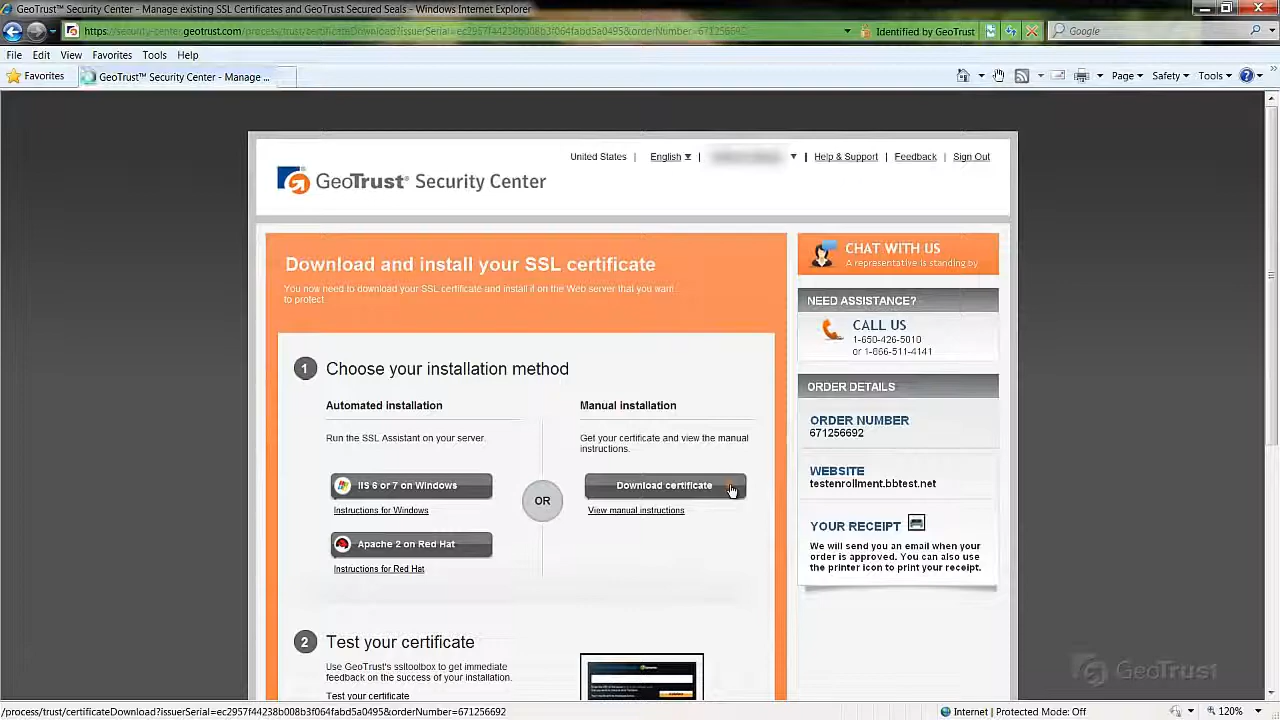 GeoTrust™ Security Center - Manage existing SSL Certificates and GeoTrust Secured Seals - Windows Internet Explorer
Identified by GeoTrust
Google
File Edit View Favorites Tools Help
Favorites
GeoTrust™ Security Center - Manage ...
Page Safety Tools
United States | English | | Help & Support | Feedback | Sign Out
GeoTrust® Security Center
Download and install your SSL certificate
You now need to download your SSL certificate and install it on the Web server that you want
to protect.
1 Choose your installation method
Automated installation
Run the SSL Assistant on your server.
IIS 6 or 7 on Windows
Instructions for Windows
Apache 2 on Red Hat
Instructions for Red Hat
OR
Manual installation
Get your certificate and view the manual
instructions.
Download certificate
View manual instructions
2 Test your certificate
Use GeoTrust's ssltoolbox to get immediate
feedback on the success of your installation.
CHAT WITH US
A representative is standing by
NEED ASSISTANCE?
CALL US
1-650-426-5010
or 1-866-511-4141
ORDER DETAILS
ORDER NUMBER
671256692
WEBSITE
testenrollment.bbtest.net
YOUR RECEIPT
We will send you an email when your
order is approved. You can also use
the printer icon to print your receipt.
GeoTrust
Internet | Protected Mode: Off
120%